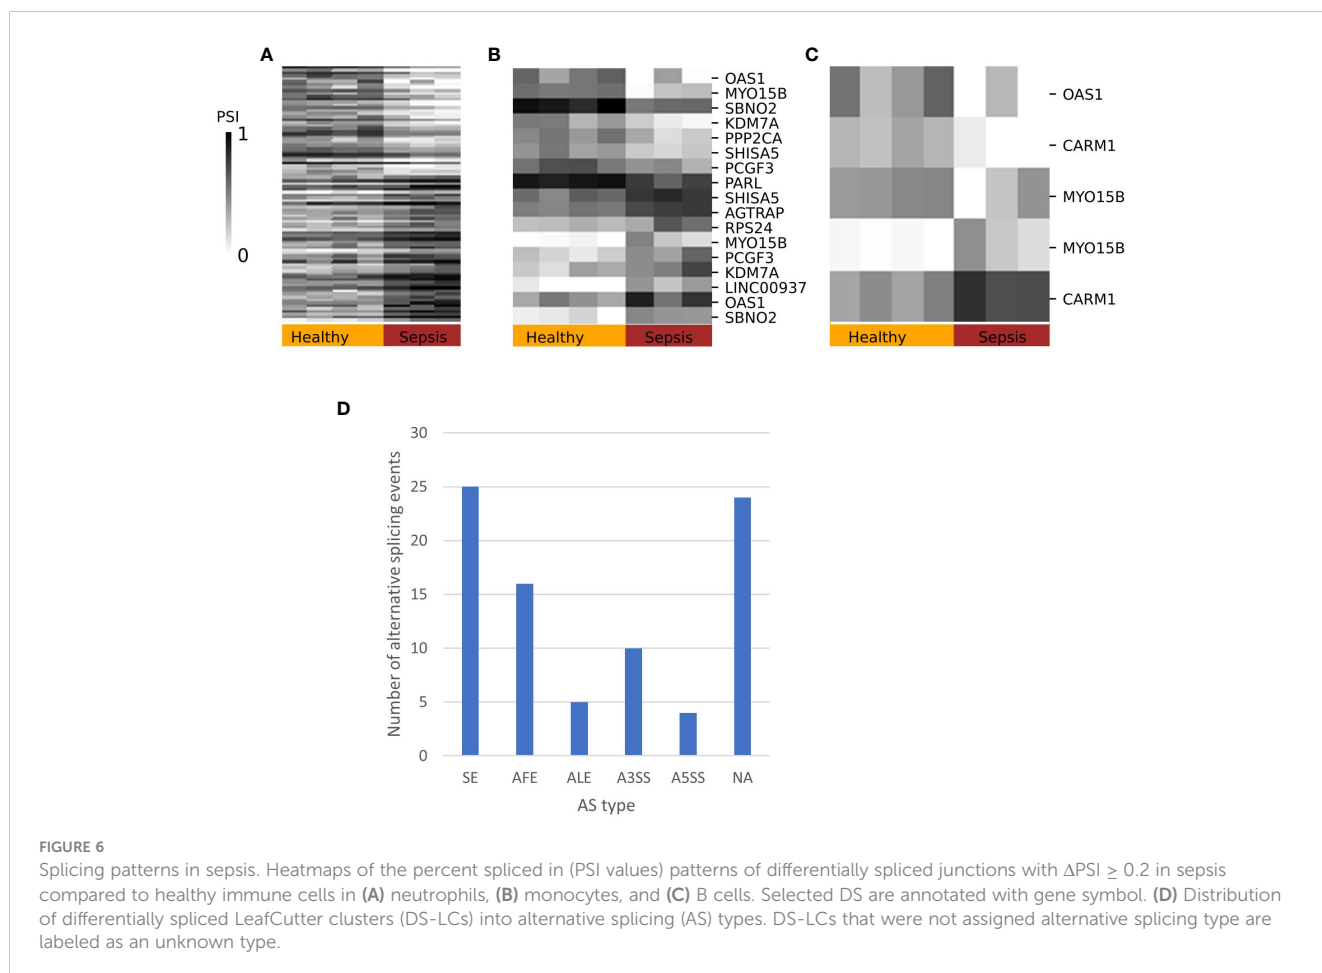 A
B
C
PSI
1
0
OAS1
MYO15B
SBNO2
KDM7A
PPP2CA
SHISA5
PCGF3
PARL
SHISA5
AGTRAP
RPS24
MYO15B
PCGF3
KDM7A
LINC00937
OAS1
SBNO2
OAS1
CARM1
MYO15B
MYO15B
CARM1
Healthy Sepsis
Healthy Sepsis
Healthy Sepsis
D
Number of alternative splicing events
30
25
20
15
10
5
0
SE AFE ALE A3SS A5SS NA
AS type
FIGURE 6
Splicing patterns in sepsis. Heatmaps of the percent spliced in (PSI values) patterns of differentially spliced junctions with ΔPSI ≥ 0.2 in sepsis
compared to healthy immune cells in (A) neutrophils, (B) monocytes, and (C) B cells. Selected DS are annotated with gene symbol. (D) Distribution
of differentially spliced LeafCutter clusters (DS-LCs) into alternative splicing (AS) types. DS-LCs that were not assigned alternative splicing type are
labeled as an unknown type.